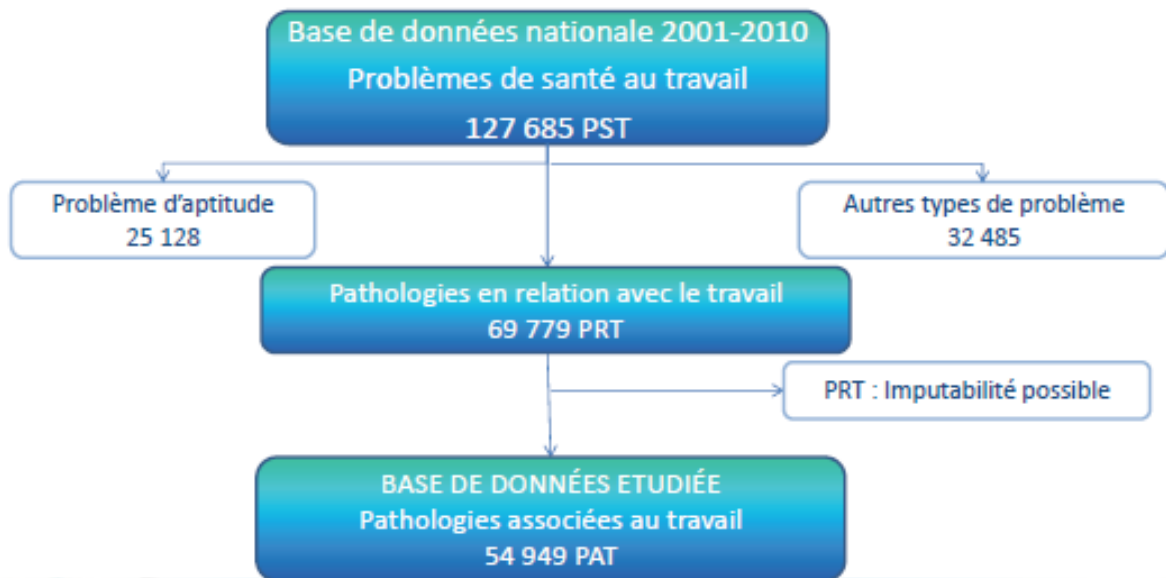 Base de données nationale 2001-2010
Problèmes de santé au travail
127 685 PST
Problème d'aptitude
25 128
Autres types de problème
32 485
Pathologies en relation avec le travail
69 779 PRT
PRT : Imputabilité possible
BASE DE DONNÉES ETUDIÉE
Pathologies associées au travail
54 949 PAT